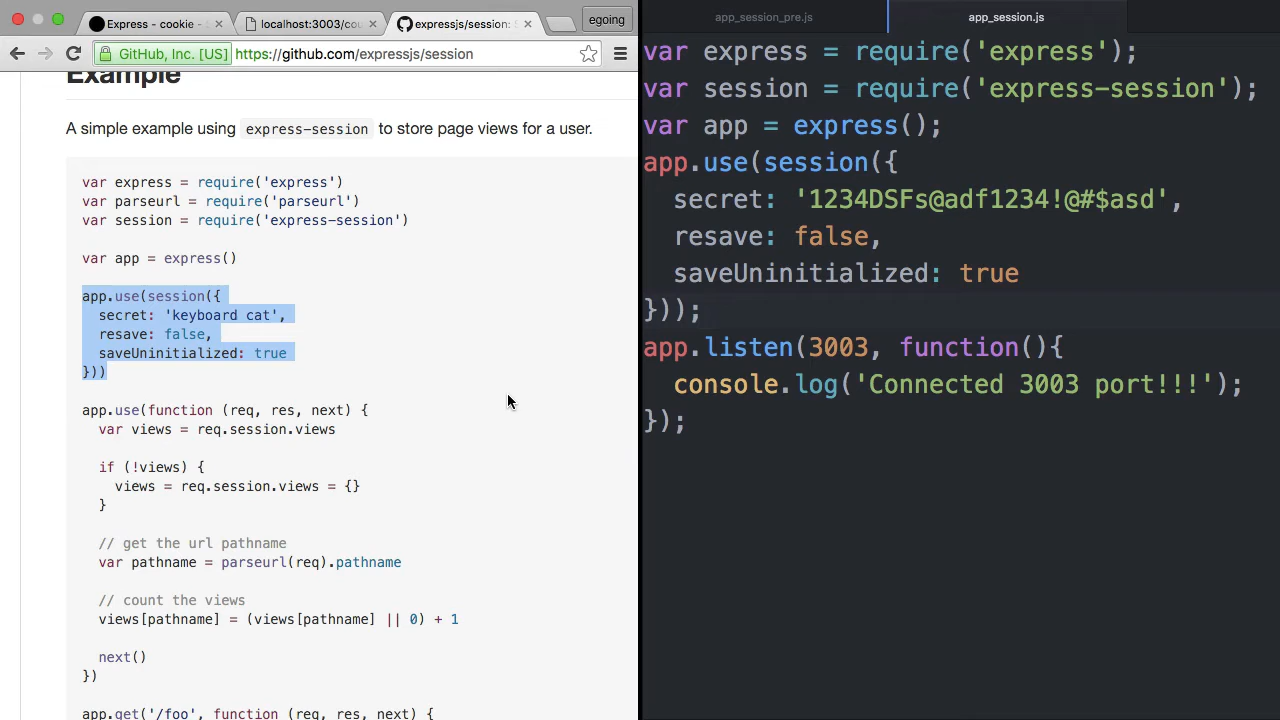 Express - cookie -
localhost:3003/cou
expressjs/session:
egoing
GitHub, Inc. [US]
https://github.com/expressjs/session
Example
A simple example using express-session to store page views for a user.
var express = require('express')
var parseurl = require('parseurl')
var session = require('express-session')
var app = express()
app.use(session({
secret: 'keyboard cat',
resave: false,
saveUninitialized: true
}))
app.use(function (req, res, next) {
var views = req.session.views
if (!views) {
views = req.session.views = {}
}
// get the url pathname
var pathname = parseurl(req).pathname
// count the views
views[pathname] = (views[pathname] || 0) + 1
next()
})
app.get('/foo', function (req, res, next) {
app_session_pre.js
app_session.js
var express = require('express');
var session = require('express-session');
var app = express();
app.use(session({
secret: '1234DSFs@adf1234!@#$asd',
resave: false,
saveUninitialized: true
}));
app.listen(3003, function(){
console.log('Connected 3003 port!!!');
});